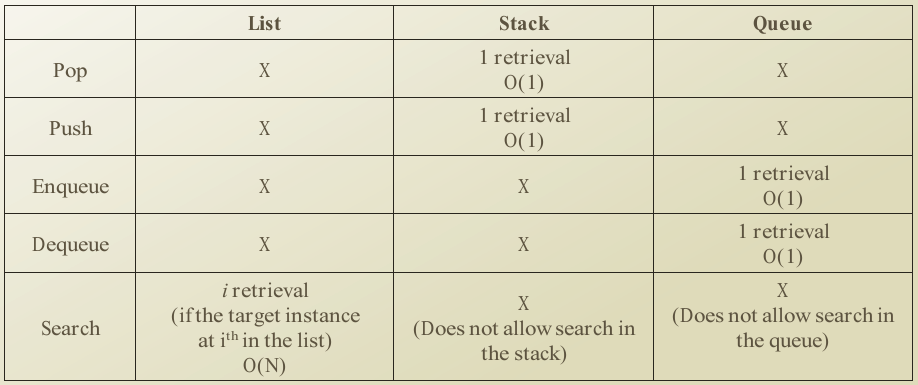 List Stack Queue
Pop X 1 retrieval O(1) X
Push X 1 retrieval O(1) X
Enqueue X X 1 retrieval O(1)
Dequeue X X 1 retrieval O(1)
Search
i retrieval
(if the target instance
at i th in the list)
O(N)
X
(Does not allow search in
the stack)
X
(Does not allow search in
the queue)